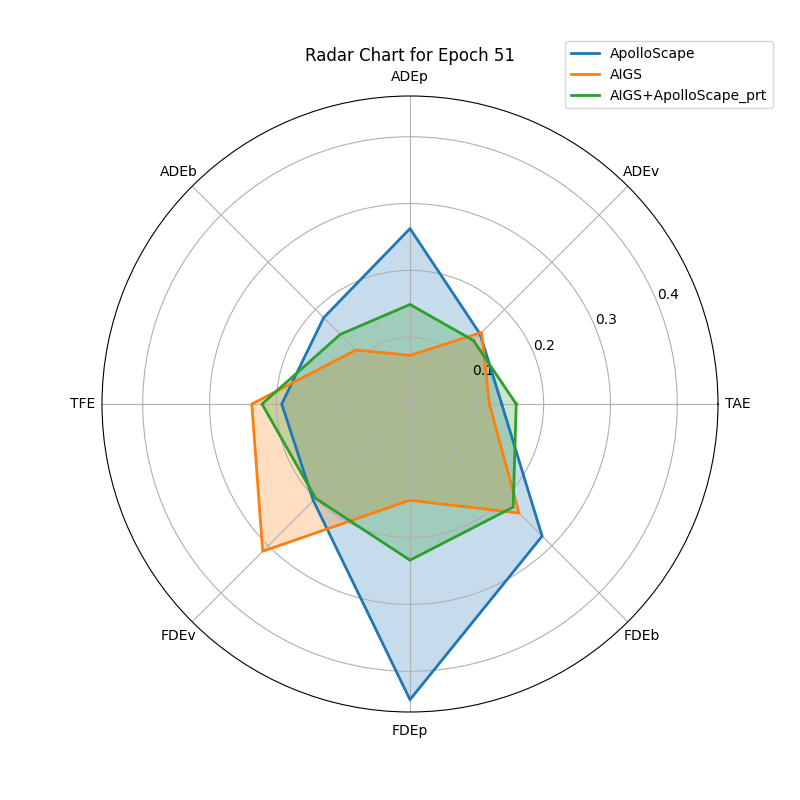 Radar Chart for Epoch 51
ApolloScape
AIGS
AIGS+ApolloScape_prt
ADEp
ADEb
ADEv
0.4
0.3
0.2
0.1
TFE
TAE
FDEv
FDEb
FDEp